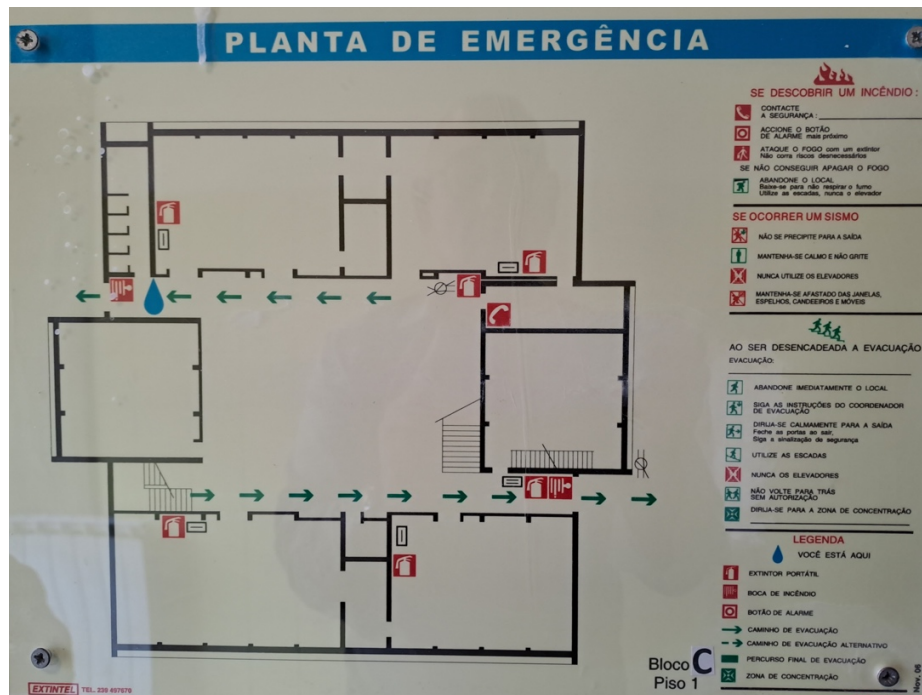 PLANTA DE EMERGÊNCIA
SE DESCOBRIR UM INCÊNDIO :
CONTACTE
A SEGURANÇA :
ACCIONE O BOTÃO
DE ALARME mais próximo
ATAQUE O FOGO com um extintor
Não corra riscos desnecessários
SE NÃO CONSEGUIR APAGAR O FOGO
ABANDONE O LOCAL
Baixe-se para não respirar o fumo
Utilize as escadas, nunca o elevador
SE OCORRER UM SISMO
NÃO SE PRECIPITE PARA A SAÍDA
MANTENHA-SE CALMO E NÃO GRITE
NUNCA UTILIZE OS ELEVADORES
MANTENHA-SE AFASTADO DAS JANELAS,
ESPELHOS, CANDEEIROS E MÓVEIS
AO SER DESENCADEADA A EVACUAÇÃO
EVACUAÇÃO:
ABANDONE IMEDIATAMENTE O LOCAL
SIGA AS INSTRUÇÕES DO COORDENADOR
DE EVACUAÇÃO
DIRIJA-SE CALMAMENTE PARA A SAÍDA
Feche as portas ao sair,
Siga a sinalização de segurança
UTILIZE AS ESCADAS
NUNCA OS ELEVADORES
NÃO VOLTE PARA TRÁS
SEM AUTORIZAÇÃO
DIRIJA-SE PARA A ZONA DE CONCENTRAÇÃO
LEGENDA
VOCÊ ESTÁ AQUI
EXTINTOR PORTÁTIL
BOCA DE INCÊNDIO
BOTÃO DE ALARME
CAMINHO DE EVACUAÇÃO
CAMINHO DE EVACUAÇÃO ALTERNATIVO
PERCURSO FINAL DE EVACUAÇÃO
ZONA DE CONCENTRAÇÃO
Bloco C
Piso 1
EXTINTEL TEL. 239 497676